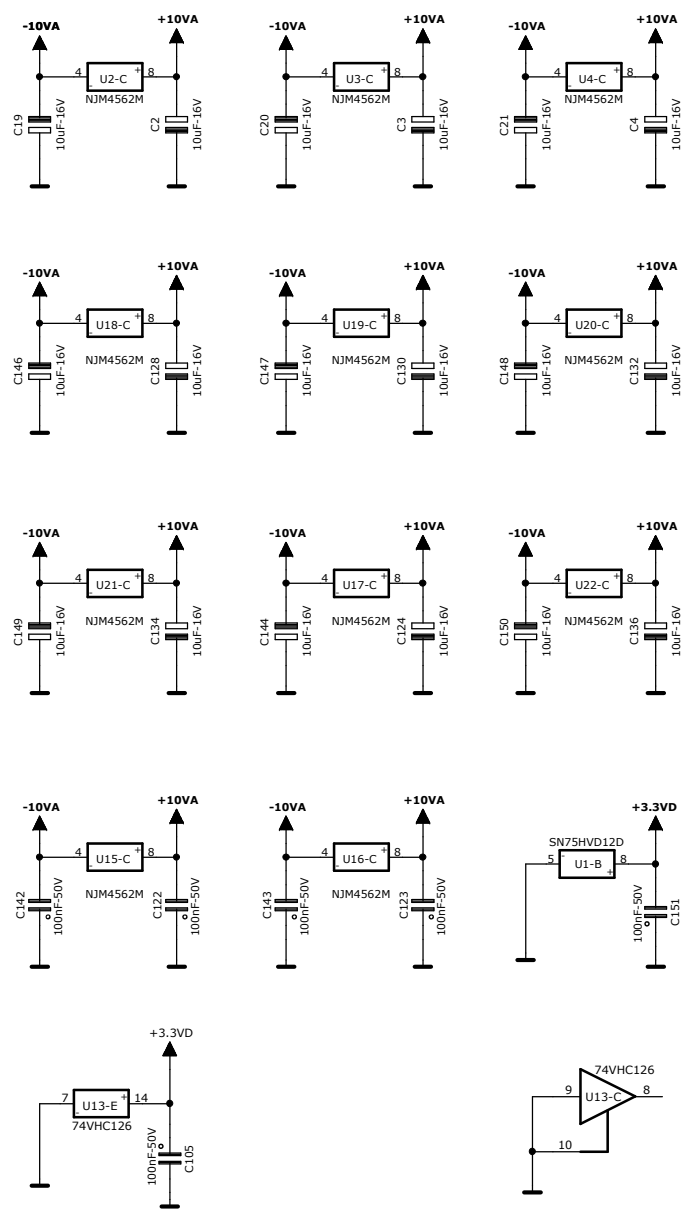 -10VA
+10VA
4 U2-C 8
NJM4562M
C19
10uF-16V
C2
10uF-16V
-10VA
+10VA
4 U3-C 8
NJM4562M
C20
10uF-16V
C3
10uF-16V
-10VA
+10VA
4 U4-C 8
NJM4562M
C21
10uF-16V
C4
10uF-16V
-10VA
+10VA
4 U18-C 8
NJM4562M
C146
10uF-16V
C128
10uF-16V
-10VA
+10VA
4 U19-C 8
NJM4562M
C147
10uF-16V
C130
10uF-16V
-10VA
+10VA
4 U20-C 8
NJM4562M
C148
10uF-16V
C132
10uF-16V
-10VA
+10VA
4 U21-C 8
NJM4562M
C149
10uF-16V
C134
10uF-16V
-10VA
+10VA
4 U17-C 8
NJM4562M
C144
10uF-16V
C124
10uF-16V
-10VA
+10VA
4 U22-C 8
NJM4562M
C150
10uF-16V
C136
10uF-16V
-10VA
+10VA
4 U15-C 8
NJM4562M
C142
100nF-50V
C122
100nF-50V
-10VA
+10VA
4 U16-C 8
NJM4562M
C143
100nF-50V
C123
100nF-50V
+3.3VD
SN75HVD12D
5 U1-B 8
100nF-50V
C151
+3.3VD
7 U13-E 14
74VHC126
100nF-50V
C105
74VHC126
9 U13-C 8
10